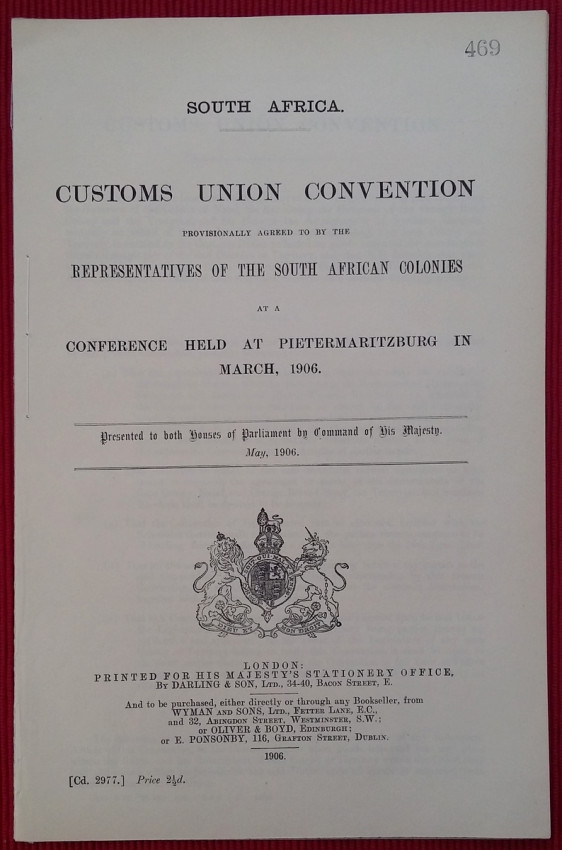 469
SOUTH AFRICA.
CUSTOMS UNION CONVENTION
PROVISIONALLY AGREED TO BY THE
REPRESENTATIVES OF THE SOUTH AFRICAN COLONIES
AT A
CONFERENCE HELD AT PIETERMARITZBURG IN
MARCH, 1906.
Presented to both Houses of Parliament by Command of His Majesty.
May, 1906.
DIEU ET MON DROIT
LONDON:
PRINTED FOR HIS MAJESTY'S STATIONERY OFFICE,
BY DARLING & SON, LTD., 34-40, BACON STREET, E.
And to be purchased, either directly or through any Bookseller, from
WYMAN AND SONS, LTD., FETTER LANE, E.C.,
and 32, ABINGDON STREET, WESTMINSTER, S.W.;
or OLIVER & BOYD, EDINBURGH;
or E. PONSONBY, 116, GRAFTON STREET, DUBLIN.
1906.
[Cd. 2977.] Price 2½d.